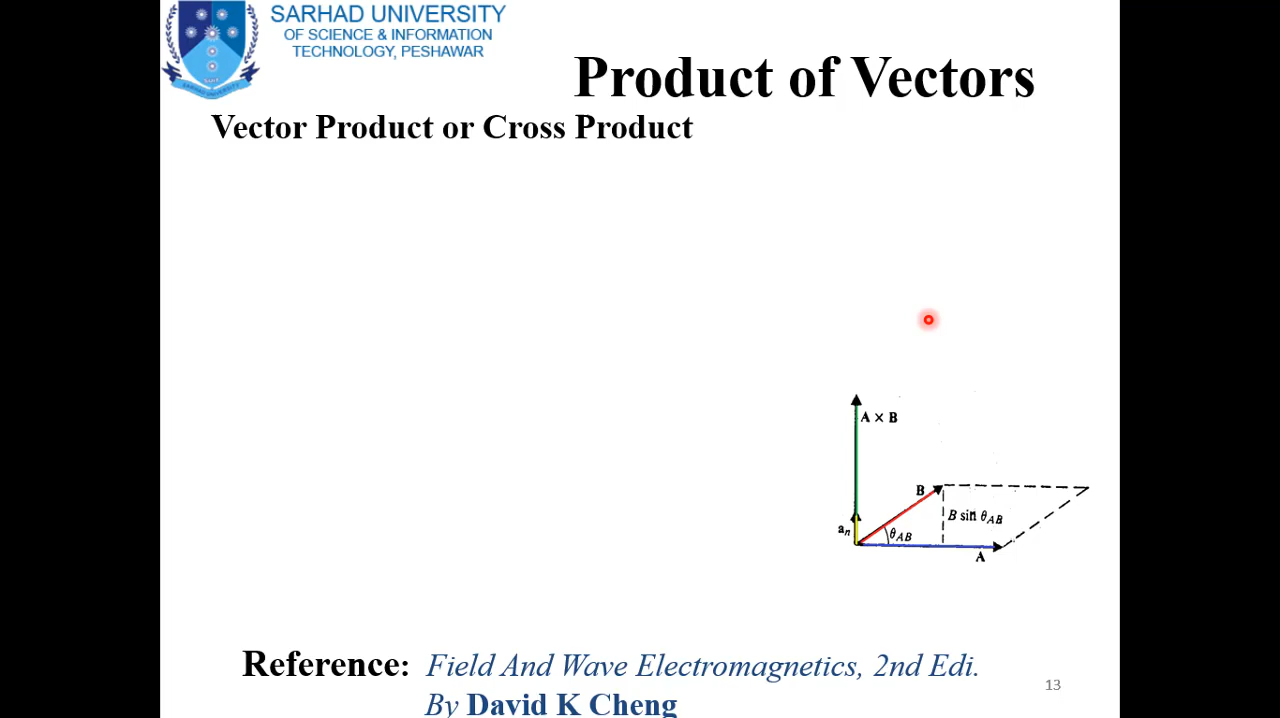 SARHAD UNIVERSITY
OF SCIENCE & INFORMATION
TECHNOLOGY, PESHAWAR
Product of Vectors
Vector Product or Cross Product
A × B
B
B sin θAB
an
θAB
A
Reference: Field And Wave Electromagnetics, 2nd Edi.
By David K Cheng
13